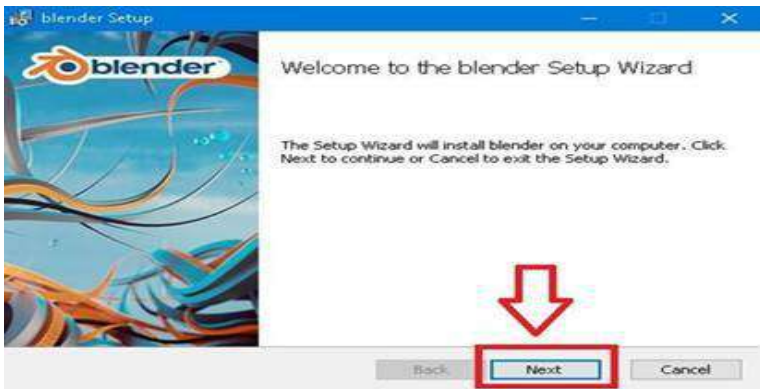 blender Setup
blender
Welcome to the blender Setup Wizard
The Setup Wizard will install blender on your computer. Click
Next to continue or Cancel to exit the Setup Wizard.
Back Next Cancel